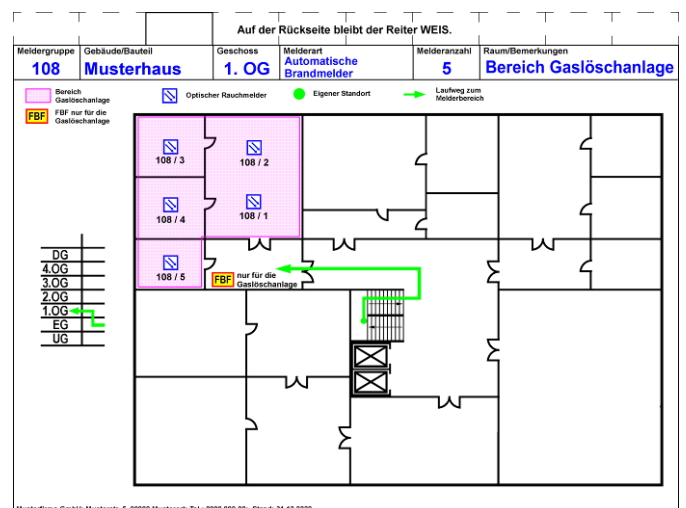 Auf der Rückseite bleibt der Reiter WEIS.
Meldergruppe Gebäude/Bauteil Geschoss Melderart Melderanzahl Raum/Bemerkungen
108 Musterhaus 1. OG Automatische Brandmelder 5 Bereich Gaslöschanlage
Bereich Gaslöschanlage
Optischer Rauchmelder
Eigener Standort
Laufweg zum Melderbereich
FBF FBF nur für die Gaslöschanlage
108 / 3
108 / 2
108 / 4
108 / 1
108 / 5
FBF nur für die Gaslöschanlage
DG
4.OG
3.OG
2.OG
1.OG
EG
UG